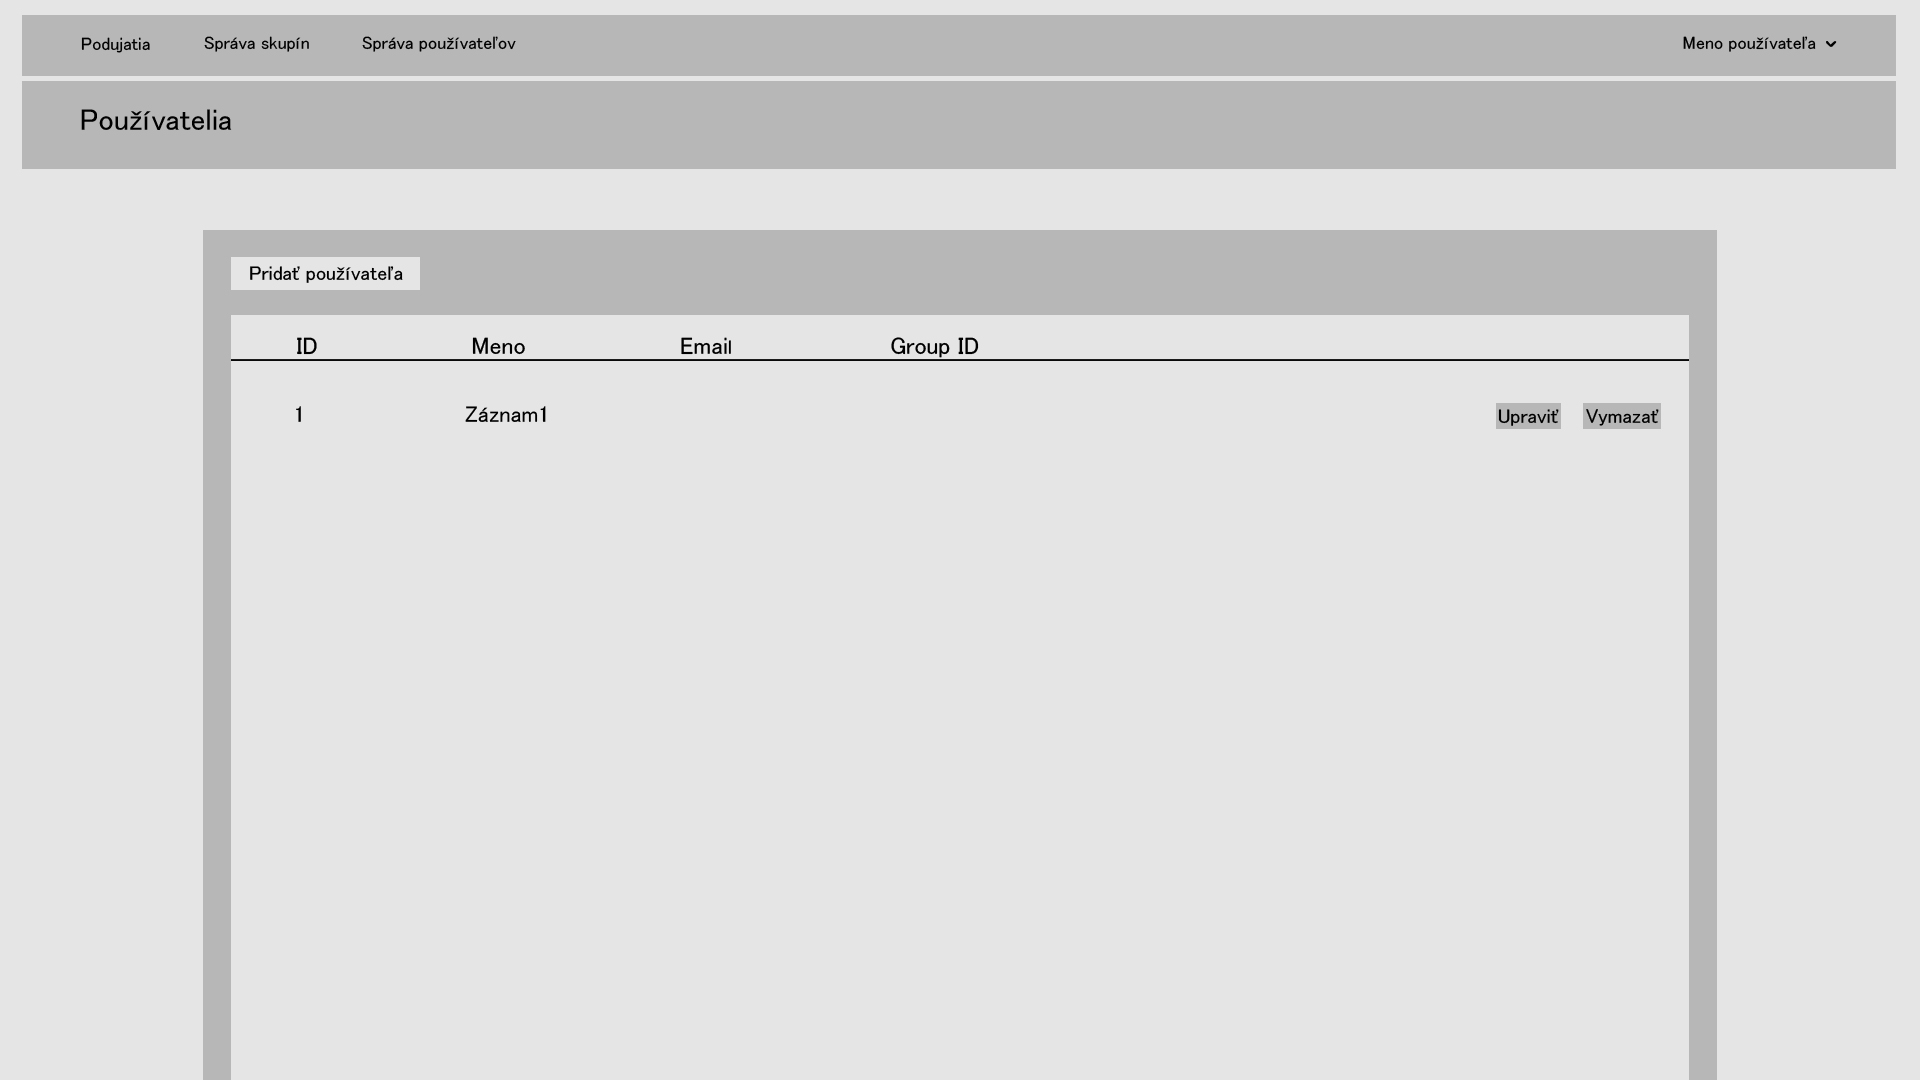 Podujatia Správa skupín Správa používateľov Meno používateľa
Používatelia
Pridať používateľa
ID Meno Email Group ID
1 Záznam1 Upraviť Vymazať